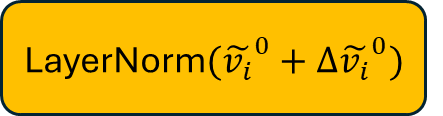 LayerNorm(ṽᵢ⁰ + Δṽᵢ⁰)